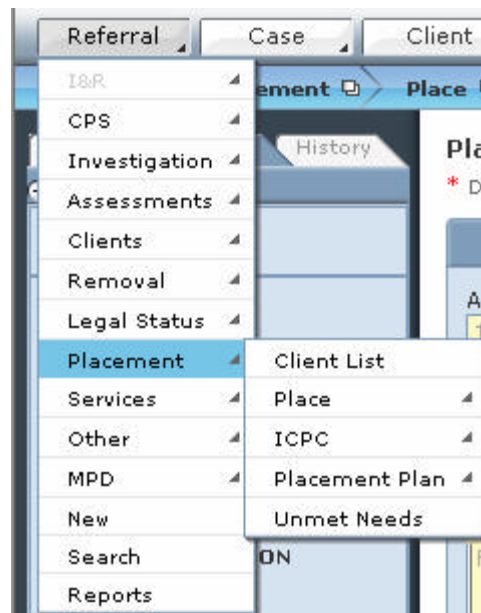 Referral Case Client
I&R
ement Place
CPS
History Pla
Investigation
* D
Assessments
Clients
Removal
A
Legal Status
Placement Client List
Services Place
Other ICPC
MPD Placement Plan
New Unmet Needs
Search ON
Reports